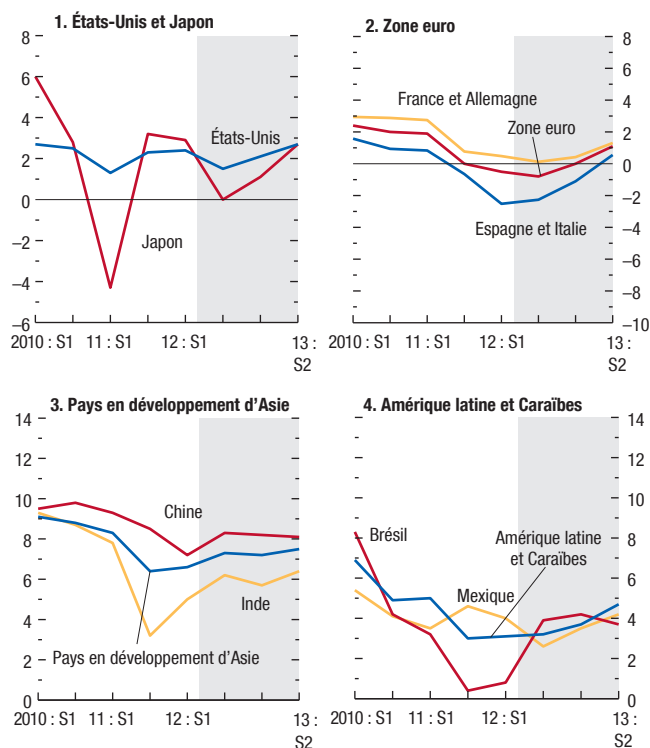 1. États-Unis et Japon
8
6
4
2
0
–2
–4
–6
États-Unis
Japon
2010 : S1
11 : S1
12 : S1
13 :
S2
2. Zone euro
8
6
4
2
0
–2
–4
–6
–8
–10
France et Allemagne
Zone euro
Espagne et Italie
2010 : S1
11 : S1
12 : S1
13 :
S2
3. Pays en développement d’Asie
14
12
10
8
6
4
2
0
Chine
Inde
Pays en développement d’Asie
2010 : S1
11 : S1
12 : S1
13 :
S2
4. Amérique latine et Caraïbes
14
12
10
8
6
4
2
0
Brésil
Amérique latine
et Caraïbes
Mexique
2010 : S1
11 : S1
12 : S1
13 :
S2